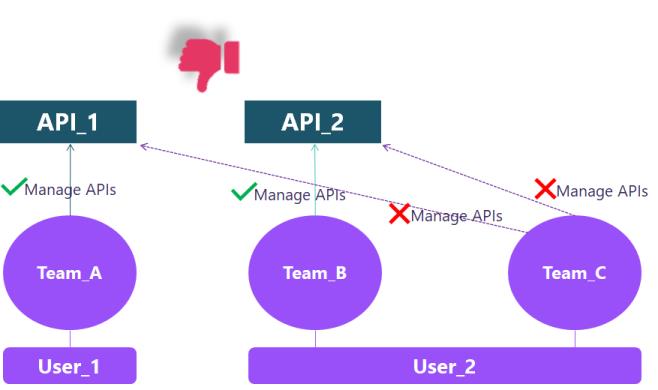 API_1
API_2
Manage APIs
Manage APIs
Manage APIs
Manage APIs
Team_A
Team_B
Team_C
User_1
User_2